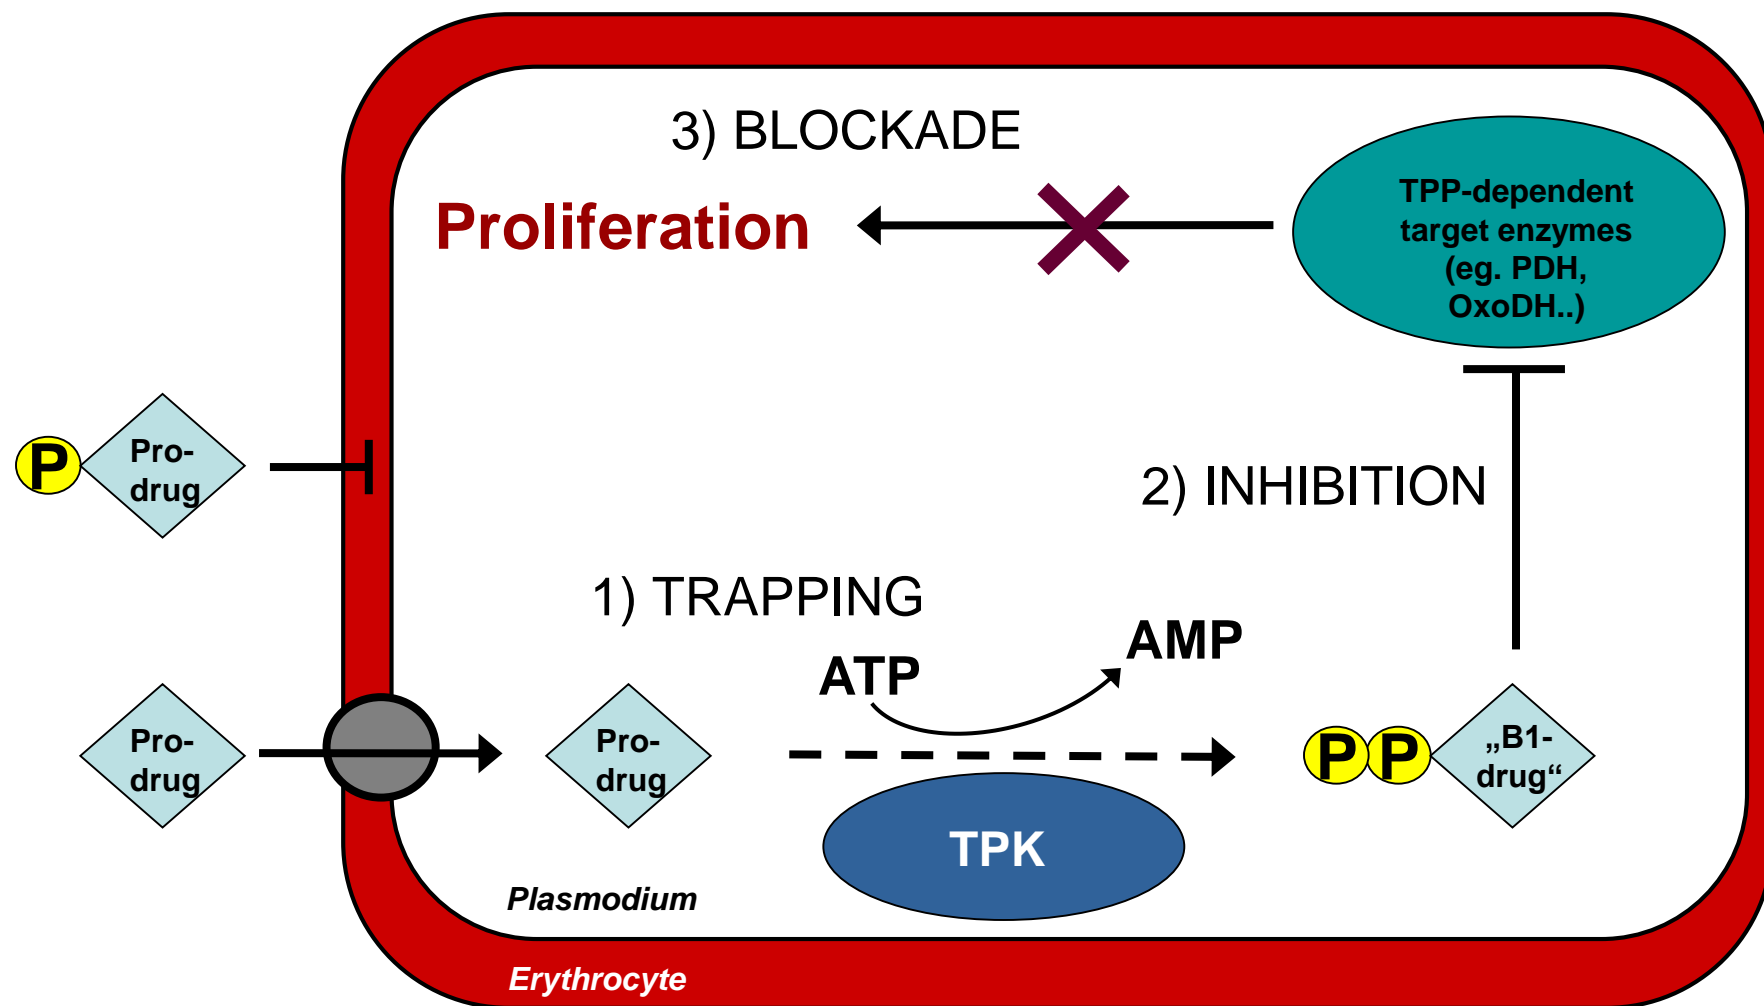 3) BLOCKADE
Proliferation
TPP-dependent
target enzymes
(eg. PDH,
OxoDH..)
P
Pro-
drug
2) INHIBITION
1) TRAPPING
ATP
AMP
Pro-
drug
Pro-
drug
P P
„B1-
drug“
TPK
Plasmodium
Erythrocyte